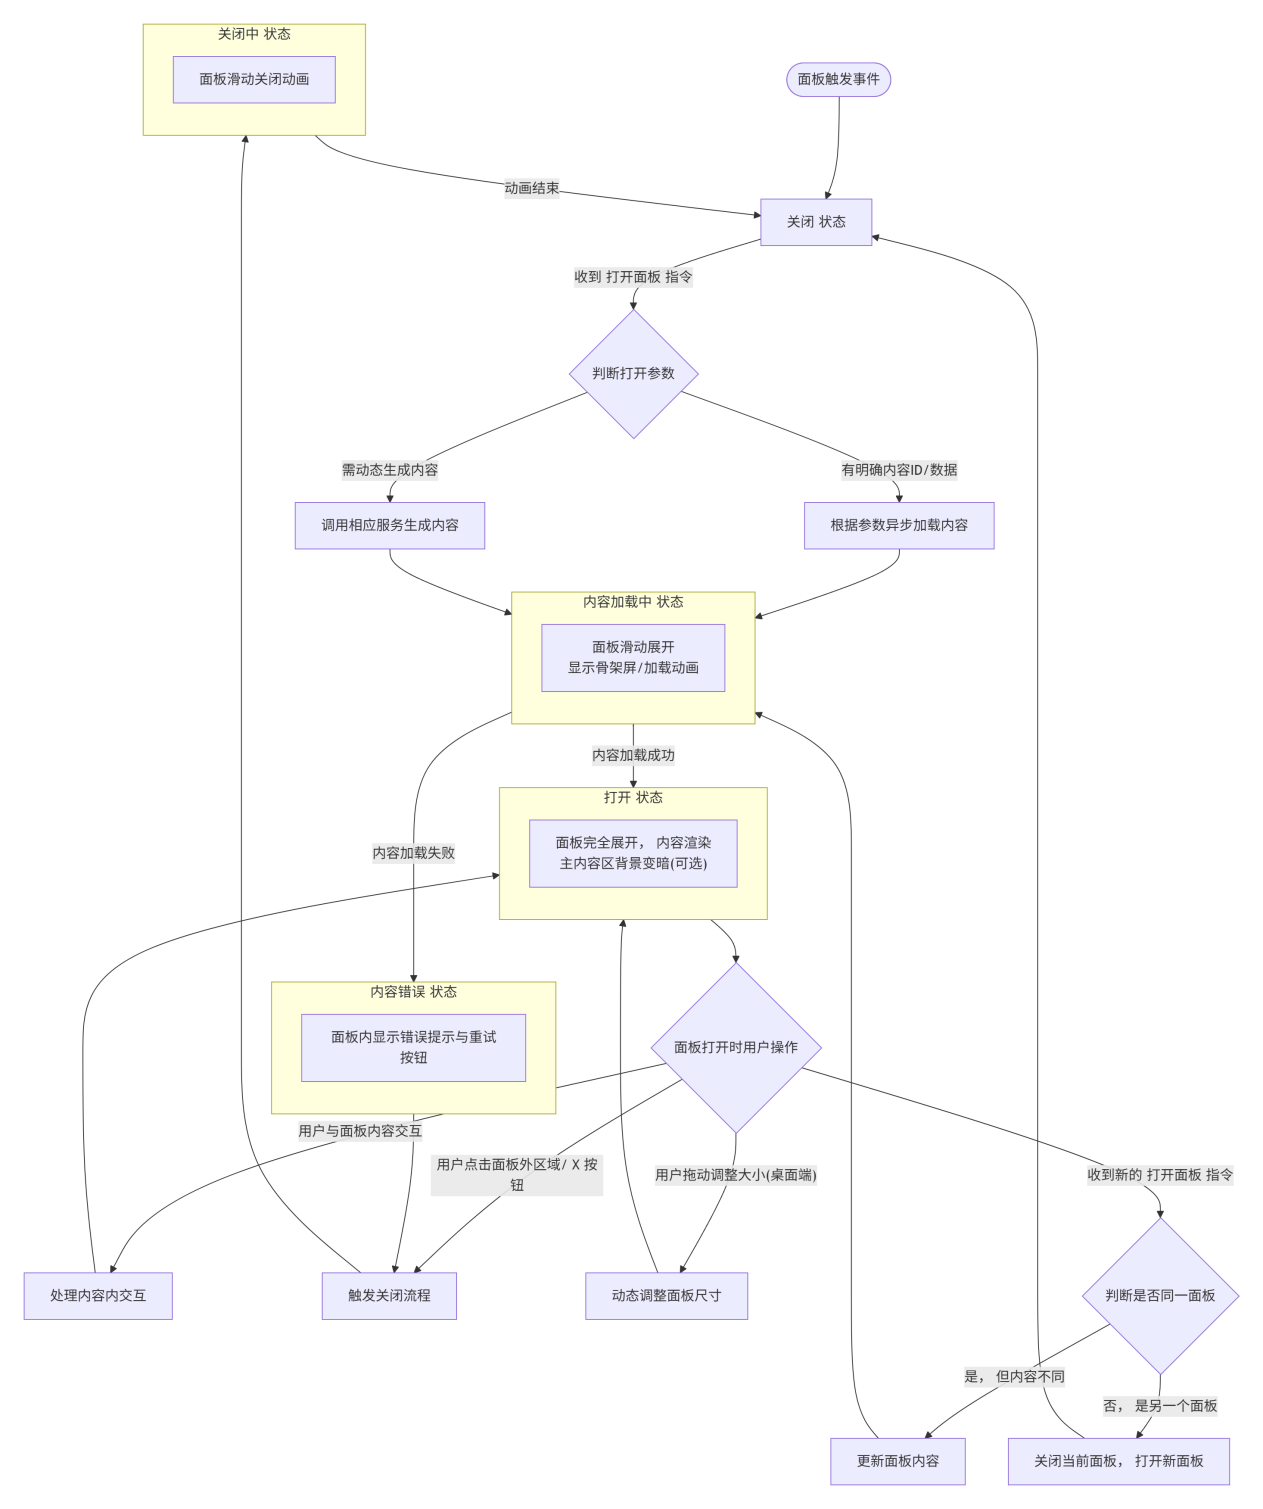 关闭中 状态
面板滑动关闭动画
面板触发事件
动画结束
关闭 状态
收到 打开面板 指令
判断打开参数
需动态生成内容
有明确内容ID/数据
调用相应服务生成内容
根据参数异步加载内容
内容加载中 状态
面板滑动展开
显示骨架屏/加载动画
内容加载成功
打开 状态
面板完全展开， 内容渲染
主内容区背景变暗(可选)
内容加载失败
内容错误 状态
面板内显示错误提示与重试
按钮
面板打开时用户操作
用户与面板内容交互
用户点击面板外区域/ X 按
钮
用户拖动调整大小(桌面端)
收到新的 打开面板 指令
处理内容内交互
触发关闭流程
动态调整面板尺寸
判断是否同一面板
是， 但内容不同
否， 是另一个面板
更新面板内容
关闭当前面板， 打开新面板